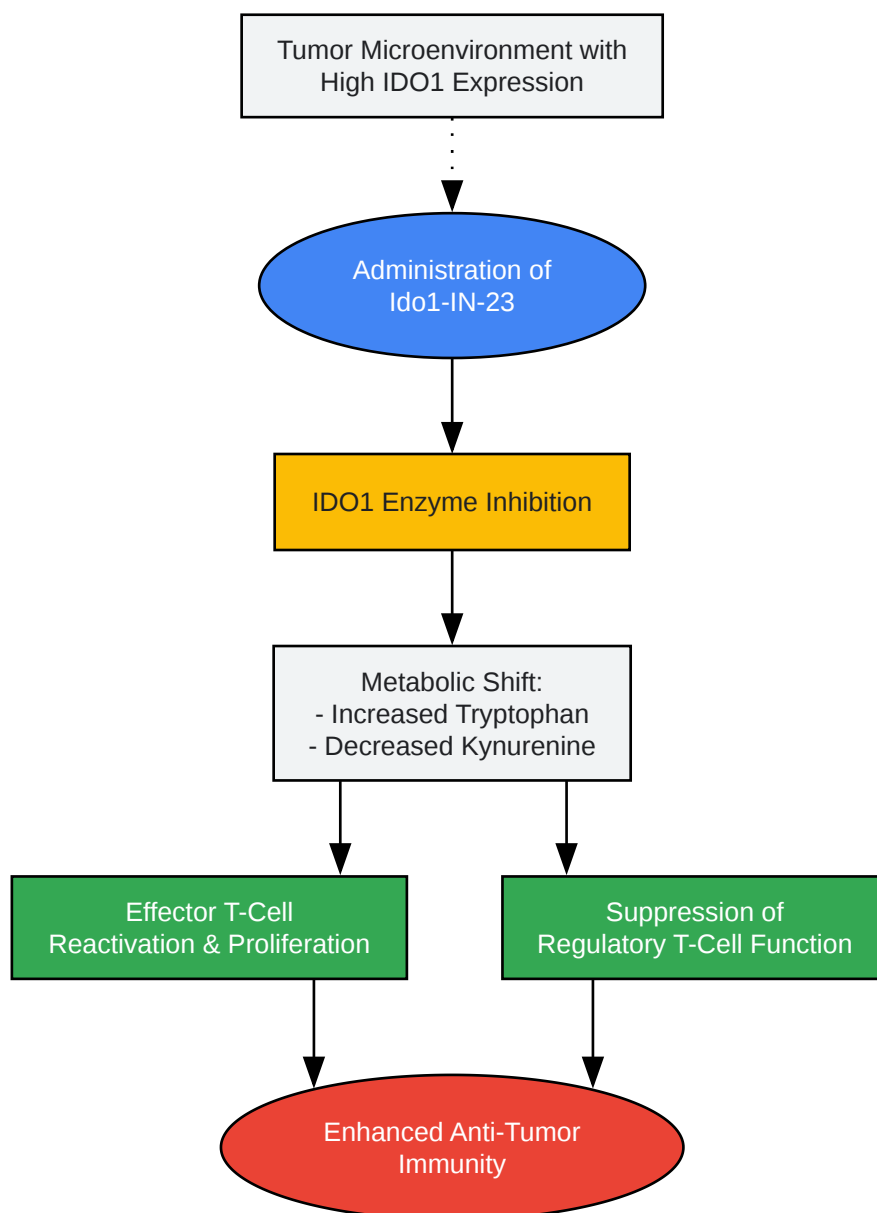 Tumor Microenvironment with
High IDO1 Expression
Administration of
Ido1-IN-23
IDO1 Enzyme Inhibition
Metabolic Shift:
- Increased Tryptophan
- Decreased Kynurenine
Effector T-Cell
Reactivation & Proliferation
Suppression of
Regulatory T-Cell Function
Enhanced Anti-Tumor
Immunity